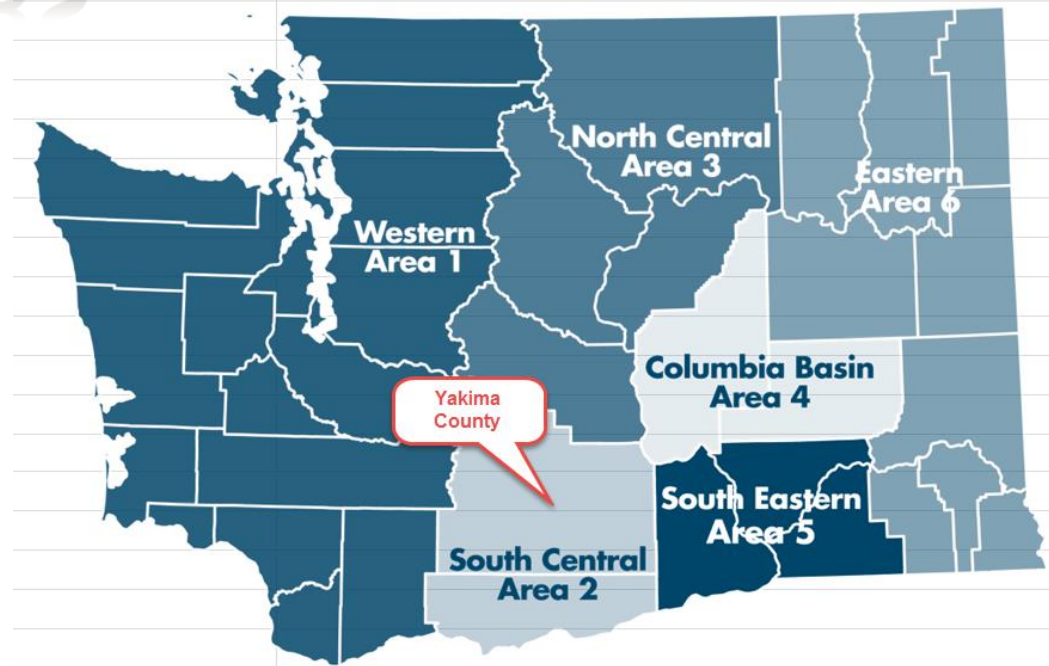 North Central
Area 3
Eastern
Area 6
Western
Area 1
Columbia Basin
Area 4
Yakima
County
South Eastern
Area 5
South Central
Area 2